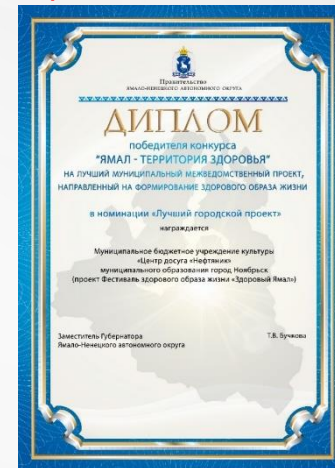 Правительство
ЯМАЛО-НЕНЕЦКОГО АВТОНОМНОГО ОКРУГА
ДИПЛОМ
победителя конкурса
"ЯМАЛ - ТЕРРИТОРИЯ ЗДОРОВЬЯ"
НА ЛУЧШИЙ МУНИЦИПАЛЬНЫЙ МЕЖВЕДОМСТВЕННЫЙ ПРОЕКТ,
НАПРАВЛЕННЫЙ НА ФОРМИРОВАНИЕ ЗДОРОВОГО ОБРАЗА ЖИЗНИ
в номинации «Лучший городской проект»
награждается
Муниципальное бюджетное учреждение культуры
«Центр досуга «Нефтяник»
муниципального образования город Ноябрьск
(проект Фестиваль здорового образа жизни «Здоровый Ямал»)
Заместитель Губернатора Т.В. Бучкова
Ямало-Ненецкого автономного округа